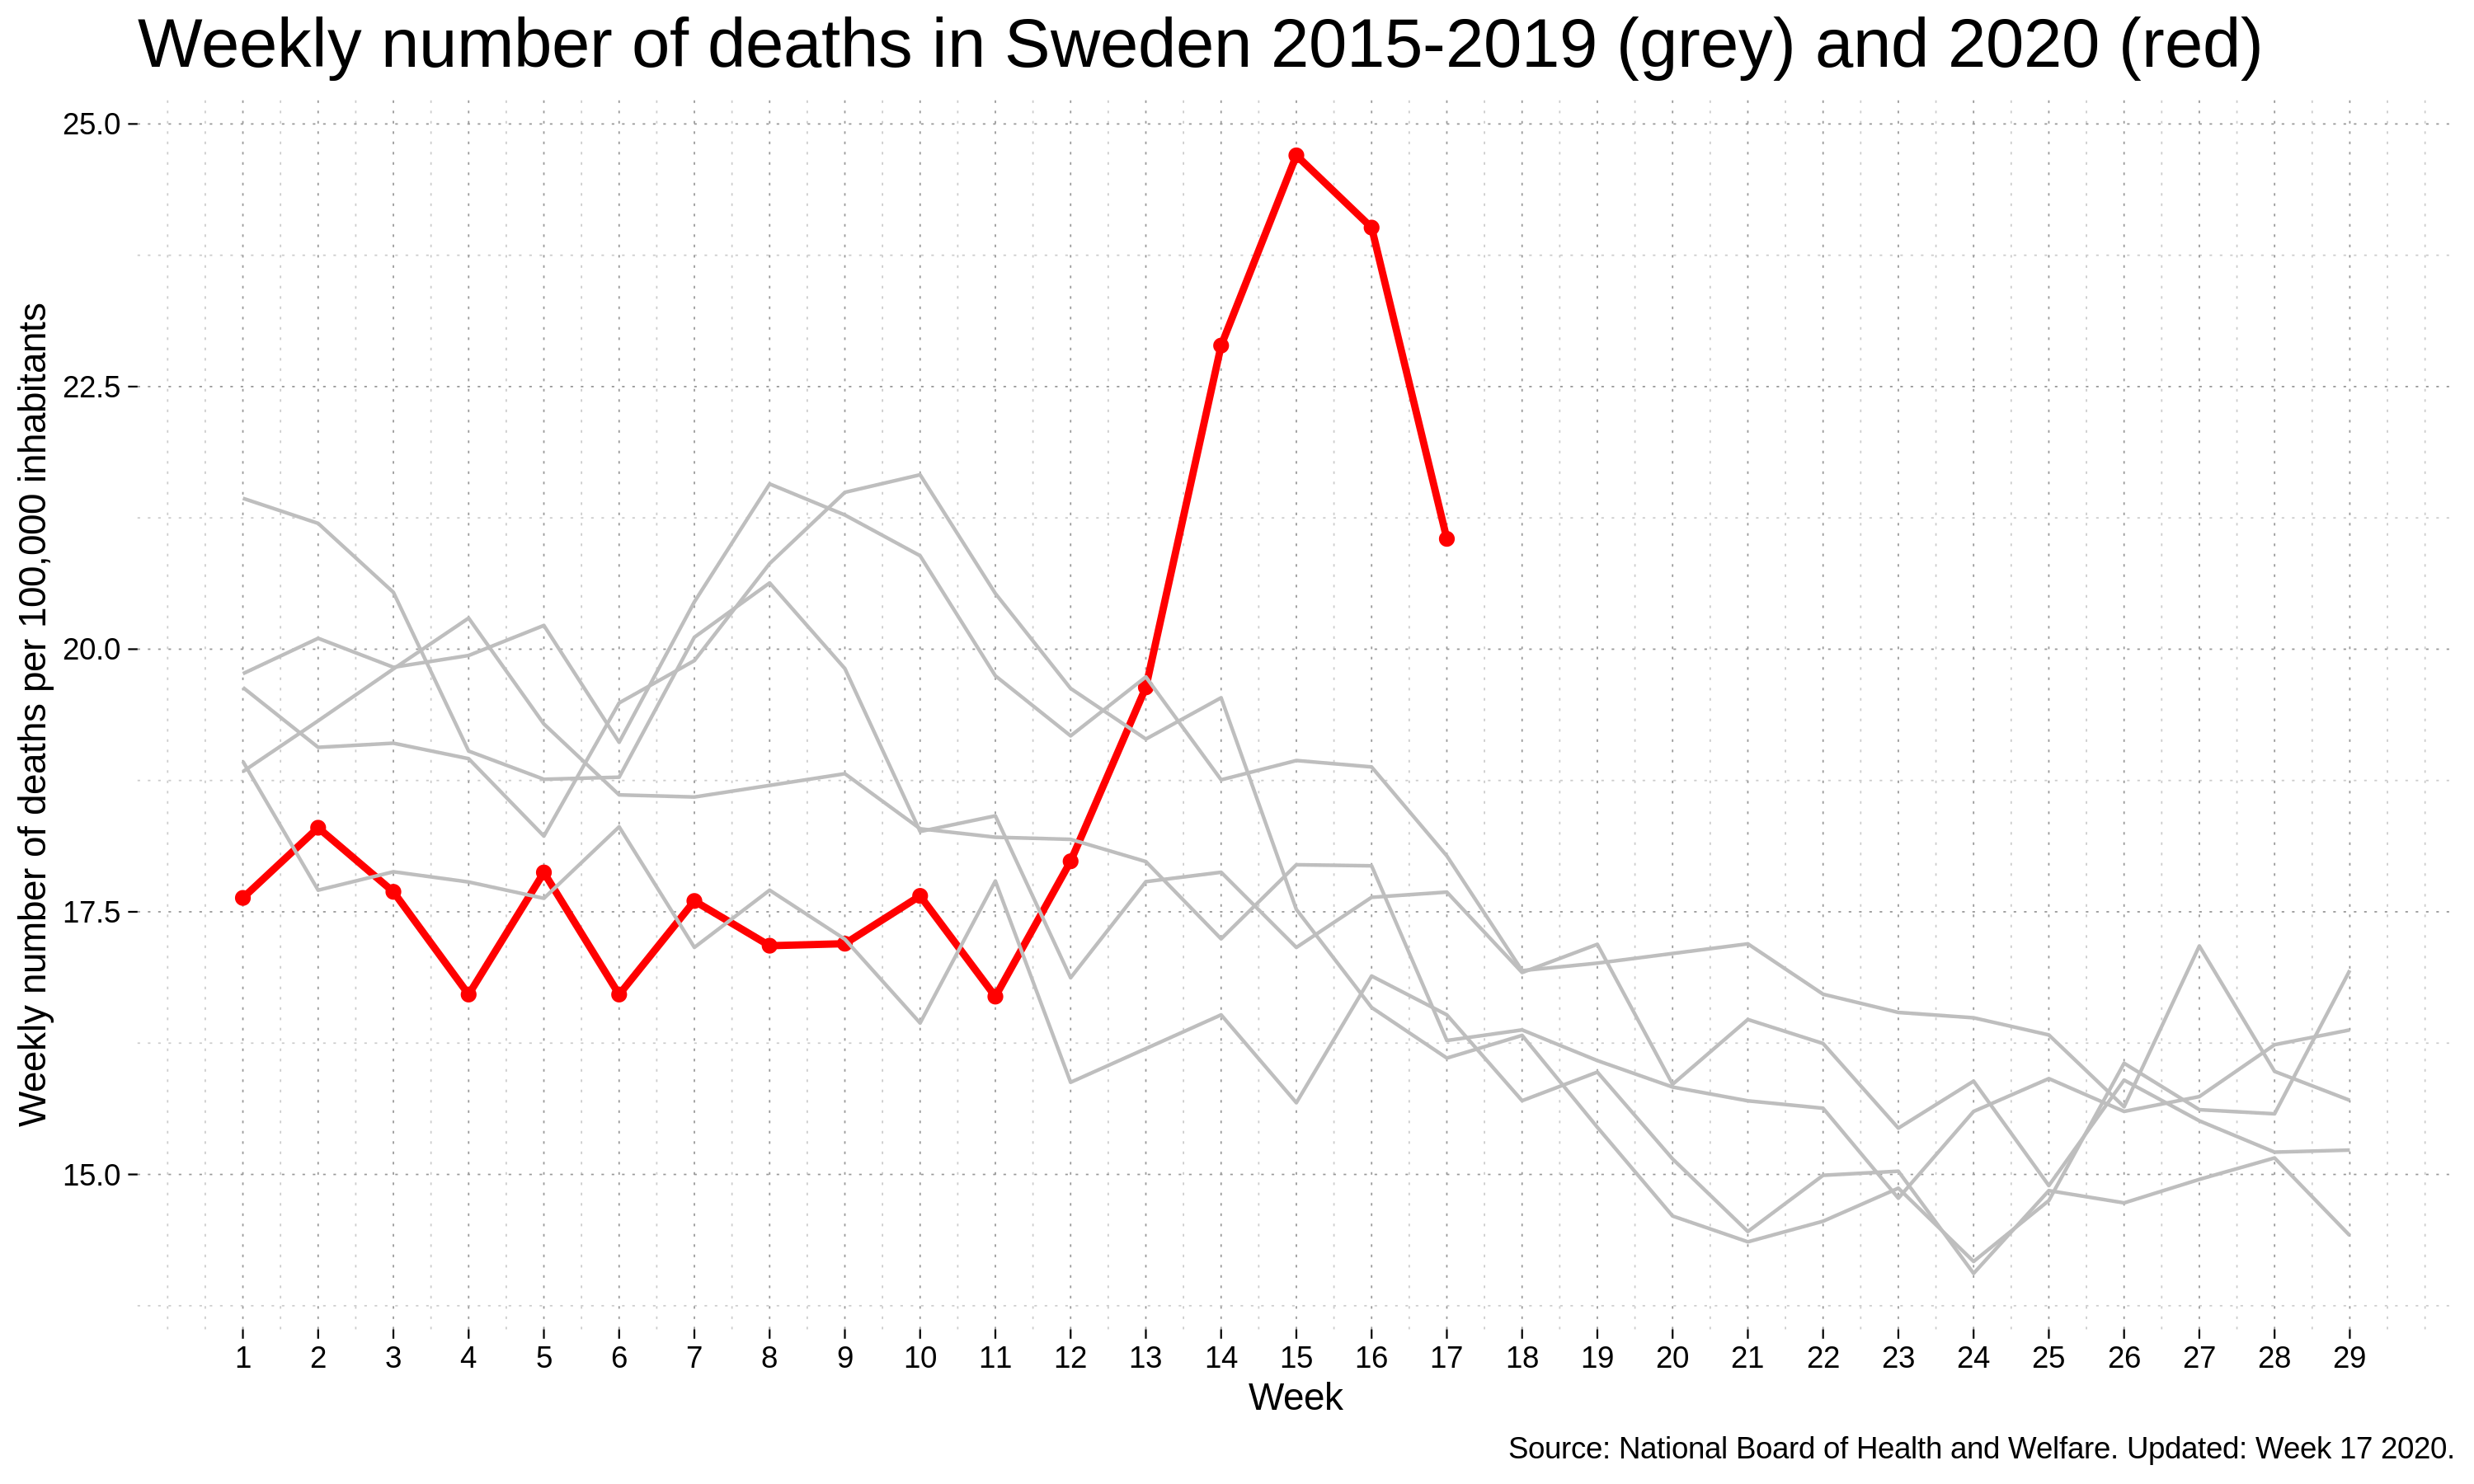 Weekly number of deaths in Sweden 2015-2019 (grey) and 2020 (red)
Weekly number of deaths per 100,000 inhabitants
25.0
22.5
20.0
17.5
15.0
1 2 3 4 5 6 7 8 9 10 11 12 13 14 15 16 17 18 19 20 21 22 23 24 25 26 27 28 29
Week
Source: National Board of Health and Welfare. Updated: Week 17 2020.